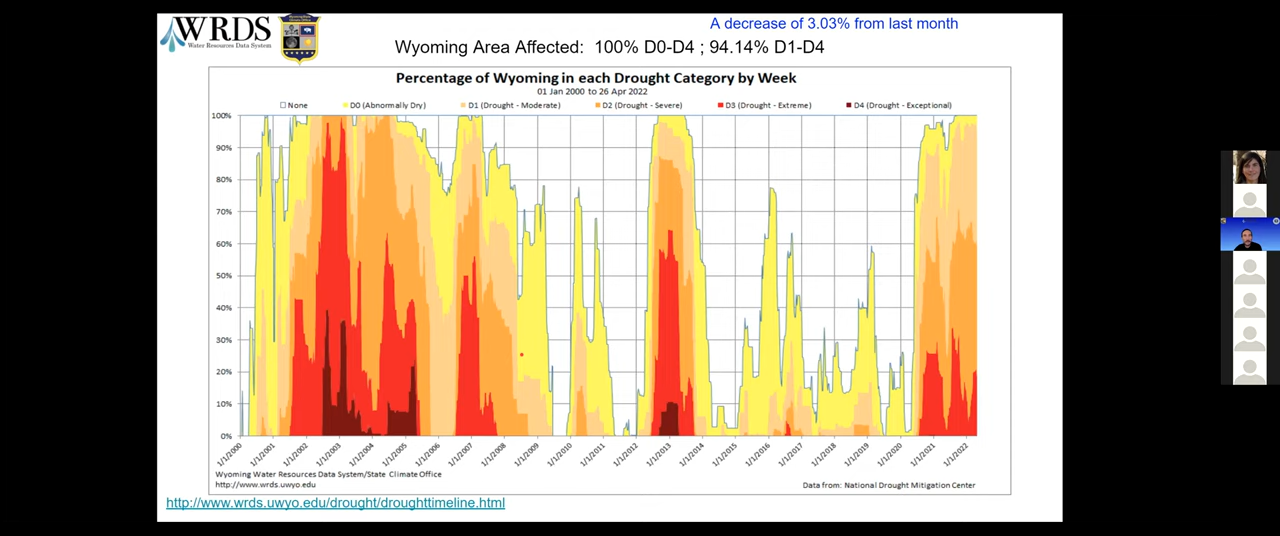 WRDS
Water Resources Data System
A decrease of 3.03% from last month
Wyoming Area Affected: 100% D0-D4 ; 94.14% D1-D4
Percentage of Wyoming in each Drought Category by Week
01 Jan 2000 to 26 Apr 2022
None D0 (Abnormally Dry) D1 (Drought - Moderate) D2 (Drought - Severe) D3 (Drought - Extreme) D4 (Drought - Exceptional)
100%
90%
80%
70%
60%
50%
40%
30%
20%
10%
0%
1/1/2000 1/1/2001 1/1/2002 1/1/2003 1/1/2004 1/1/2005 1/1/2006 1/1/2007 1/1/2008 1/1/2009 1/1/2010 1/1/2011 1/1/2012 1/1/2013 1/1/2014 1/1/2015 1/1/2016 1/1/2017 1/1/2018 1/1/2019 1/1/2020 1/1/2021 1/1/2022
Wyoming Water Resources Data System/State Climate Office
http://www.wrds.uwyo.edu
Data from: National Drought Mitigation Center
http://www.wrds.uwyo.edu/drought/droughttimeline.html